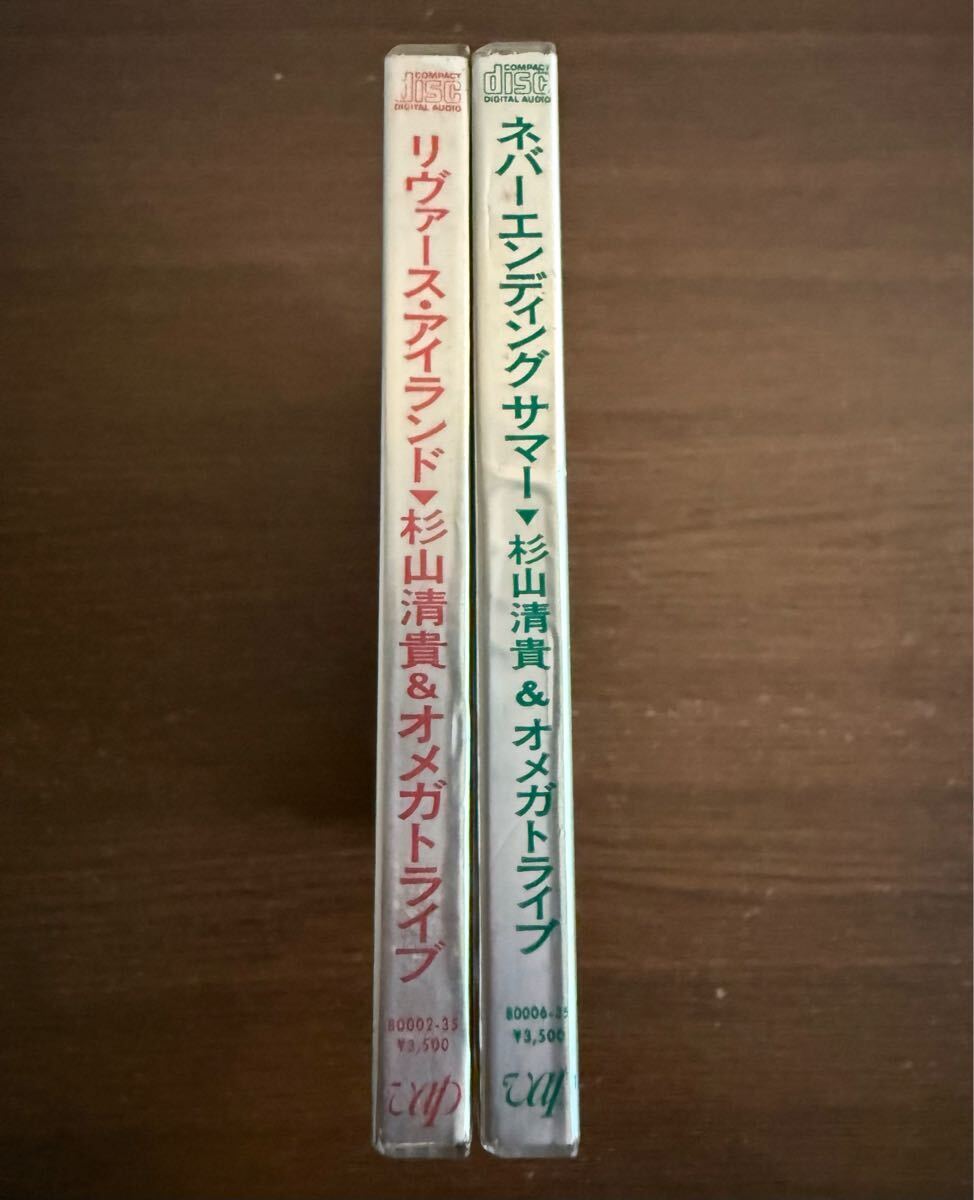 COMPACT
disc
DIGITAL AUDIO
リヴァース・アイランド▼杉山清貴&オメガトライブ
80002-35
¥3,500
COMPACT
disc
DIGITAL AUDIO
ネバーエンディングサマー▼杉山清貴&オメガトライブ
80006-35
¥3,500